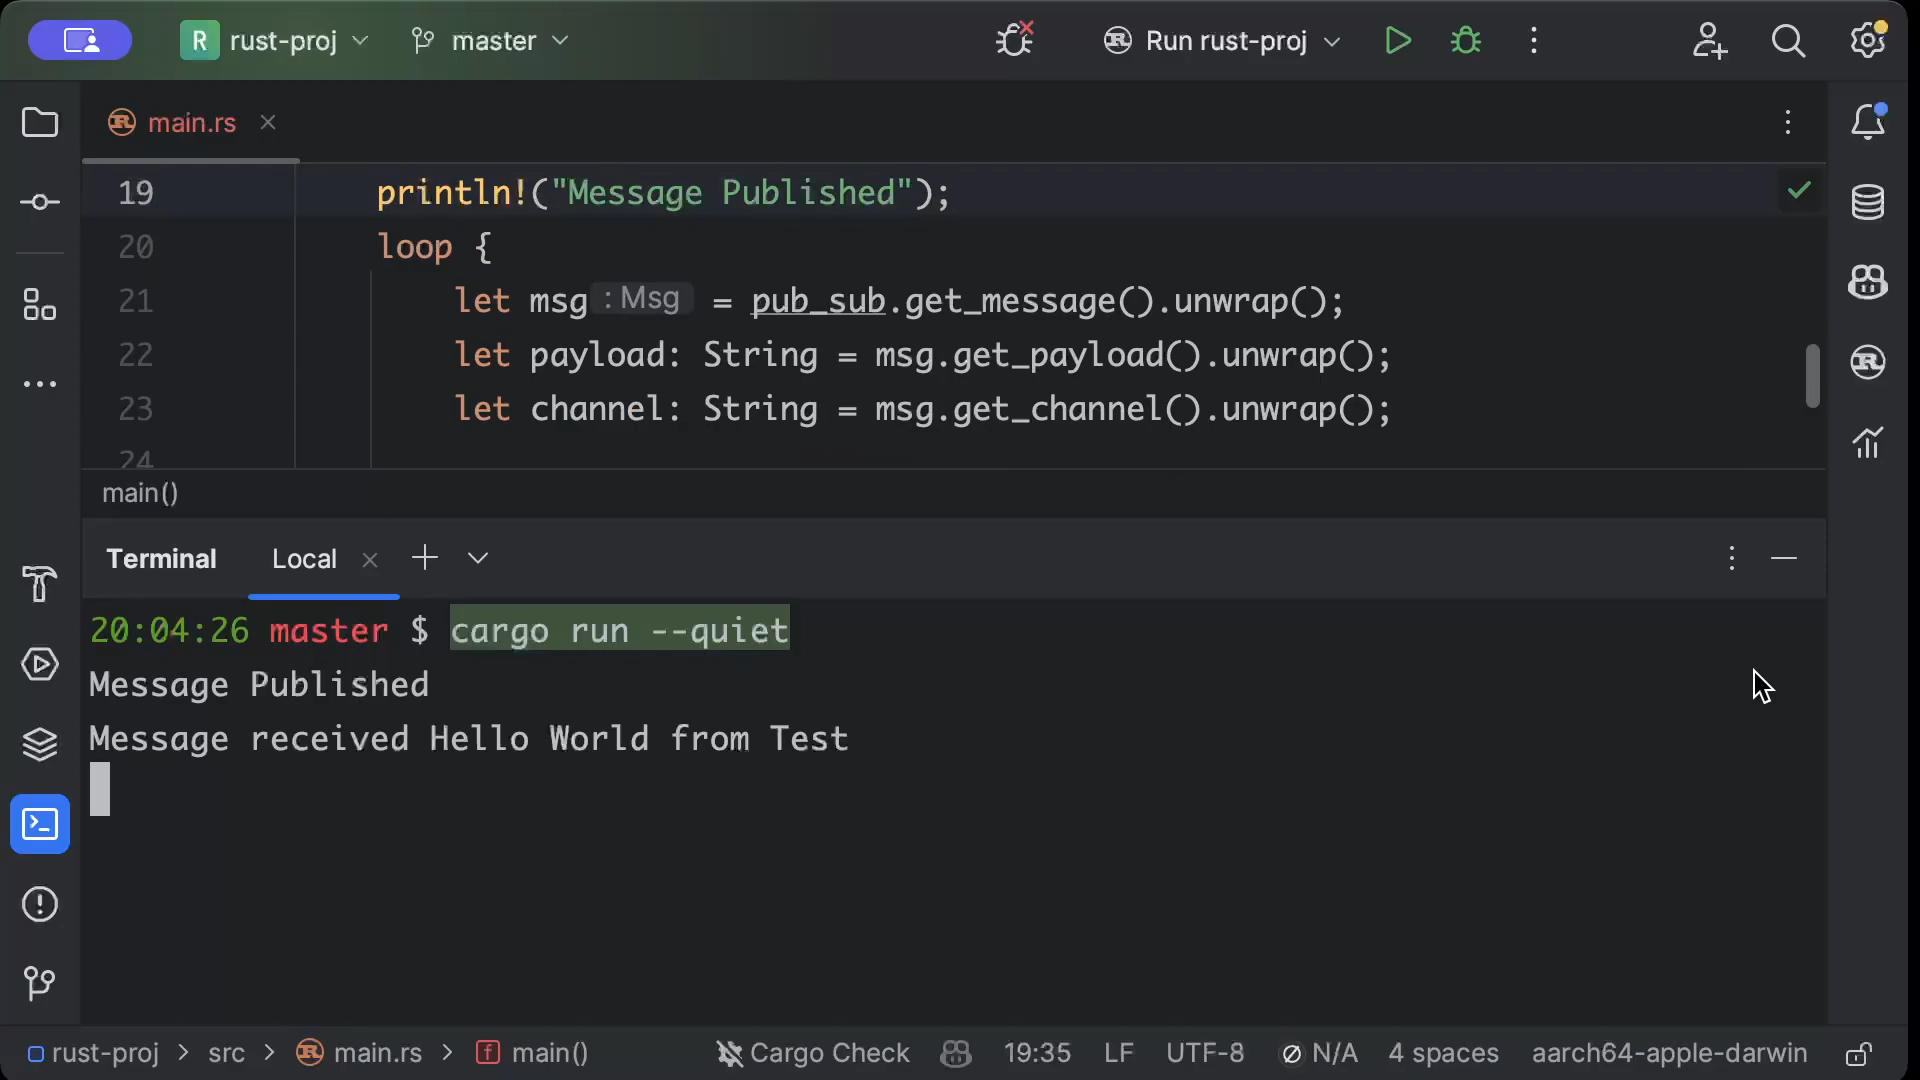 R rust-proj master Run rust-proj
main.rs
19 println!("Message Published");
20 loop {
21 let msg : Msg = pub_sub.get_message().unwrap();
22 let payload: String = msg.get_payload().unwrap();
23 let channel: String = msg.get_channel().unwrap();
24
main()
Terminal Local
20:04:26 master $ cargo run --quiet
Message Published
Message received Hello World from Test
rust-proj > src > main.rs > f main() Cargo Check 19:35 LF UTF-8 N/A 4 spaces aarch64-apple-darwin